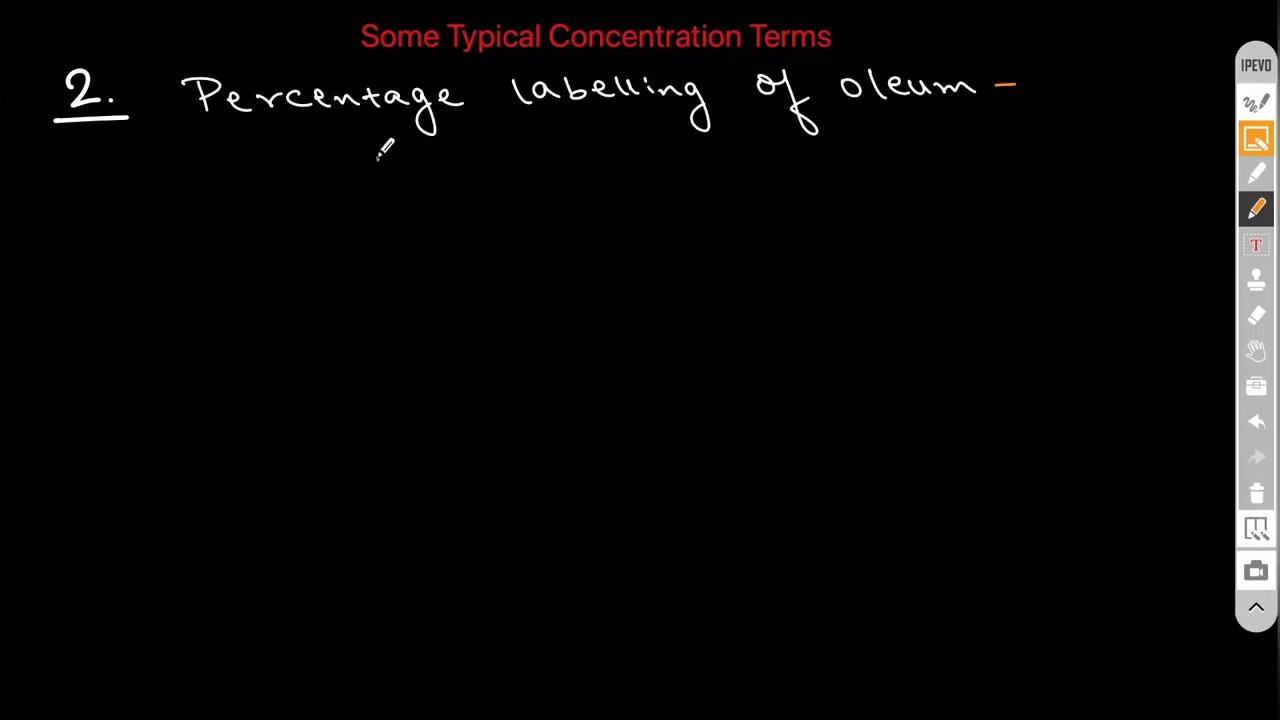 Some Typical Concentration Terms
2. Percentage labelling of oleum -
IPEVO
T